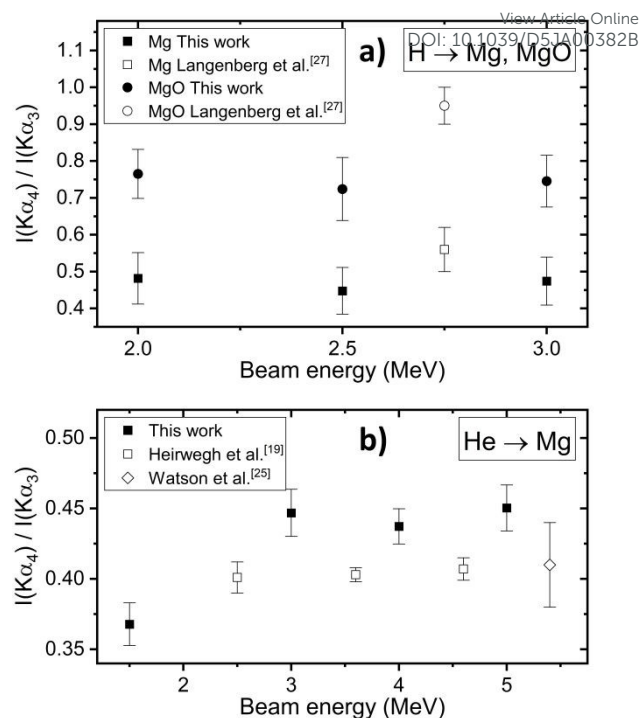 View Article Online
DOI: 10.1039/D5JA00382B
a)
H → Mg, MgO
Mg This work
Mg Langenberg et al.[27]
MgO This work
MgO Langenberg et al.[27]
I(Kα4) / I(Kα3)
1.1
1.0
0.9
0.8
0.7
0.6
0.5
0.4
2.0 2.5 3.0
Beam energy (MeV)
b)
He → Mg
This work
Heirwegh et al.[19]
Watson et al.[25]
I(Kα4) / I(Kα3)
0.50
0.45
0.40
0.35
2 3 4 5
Beam energy (MeV)